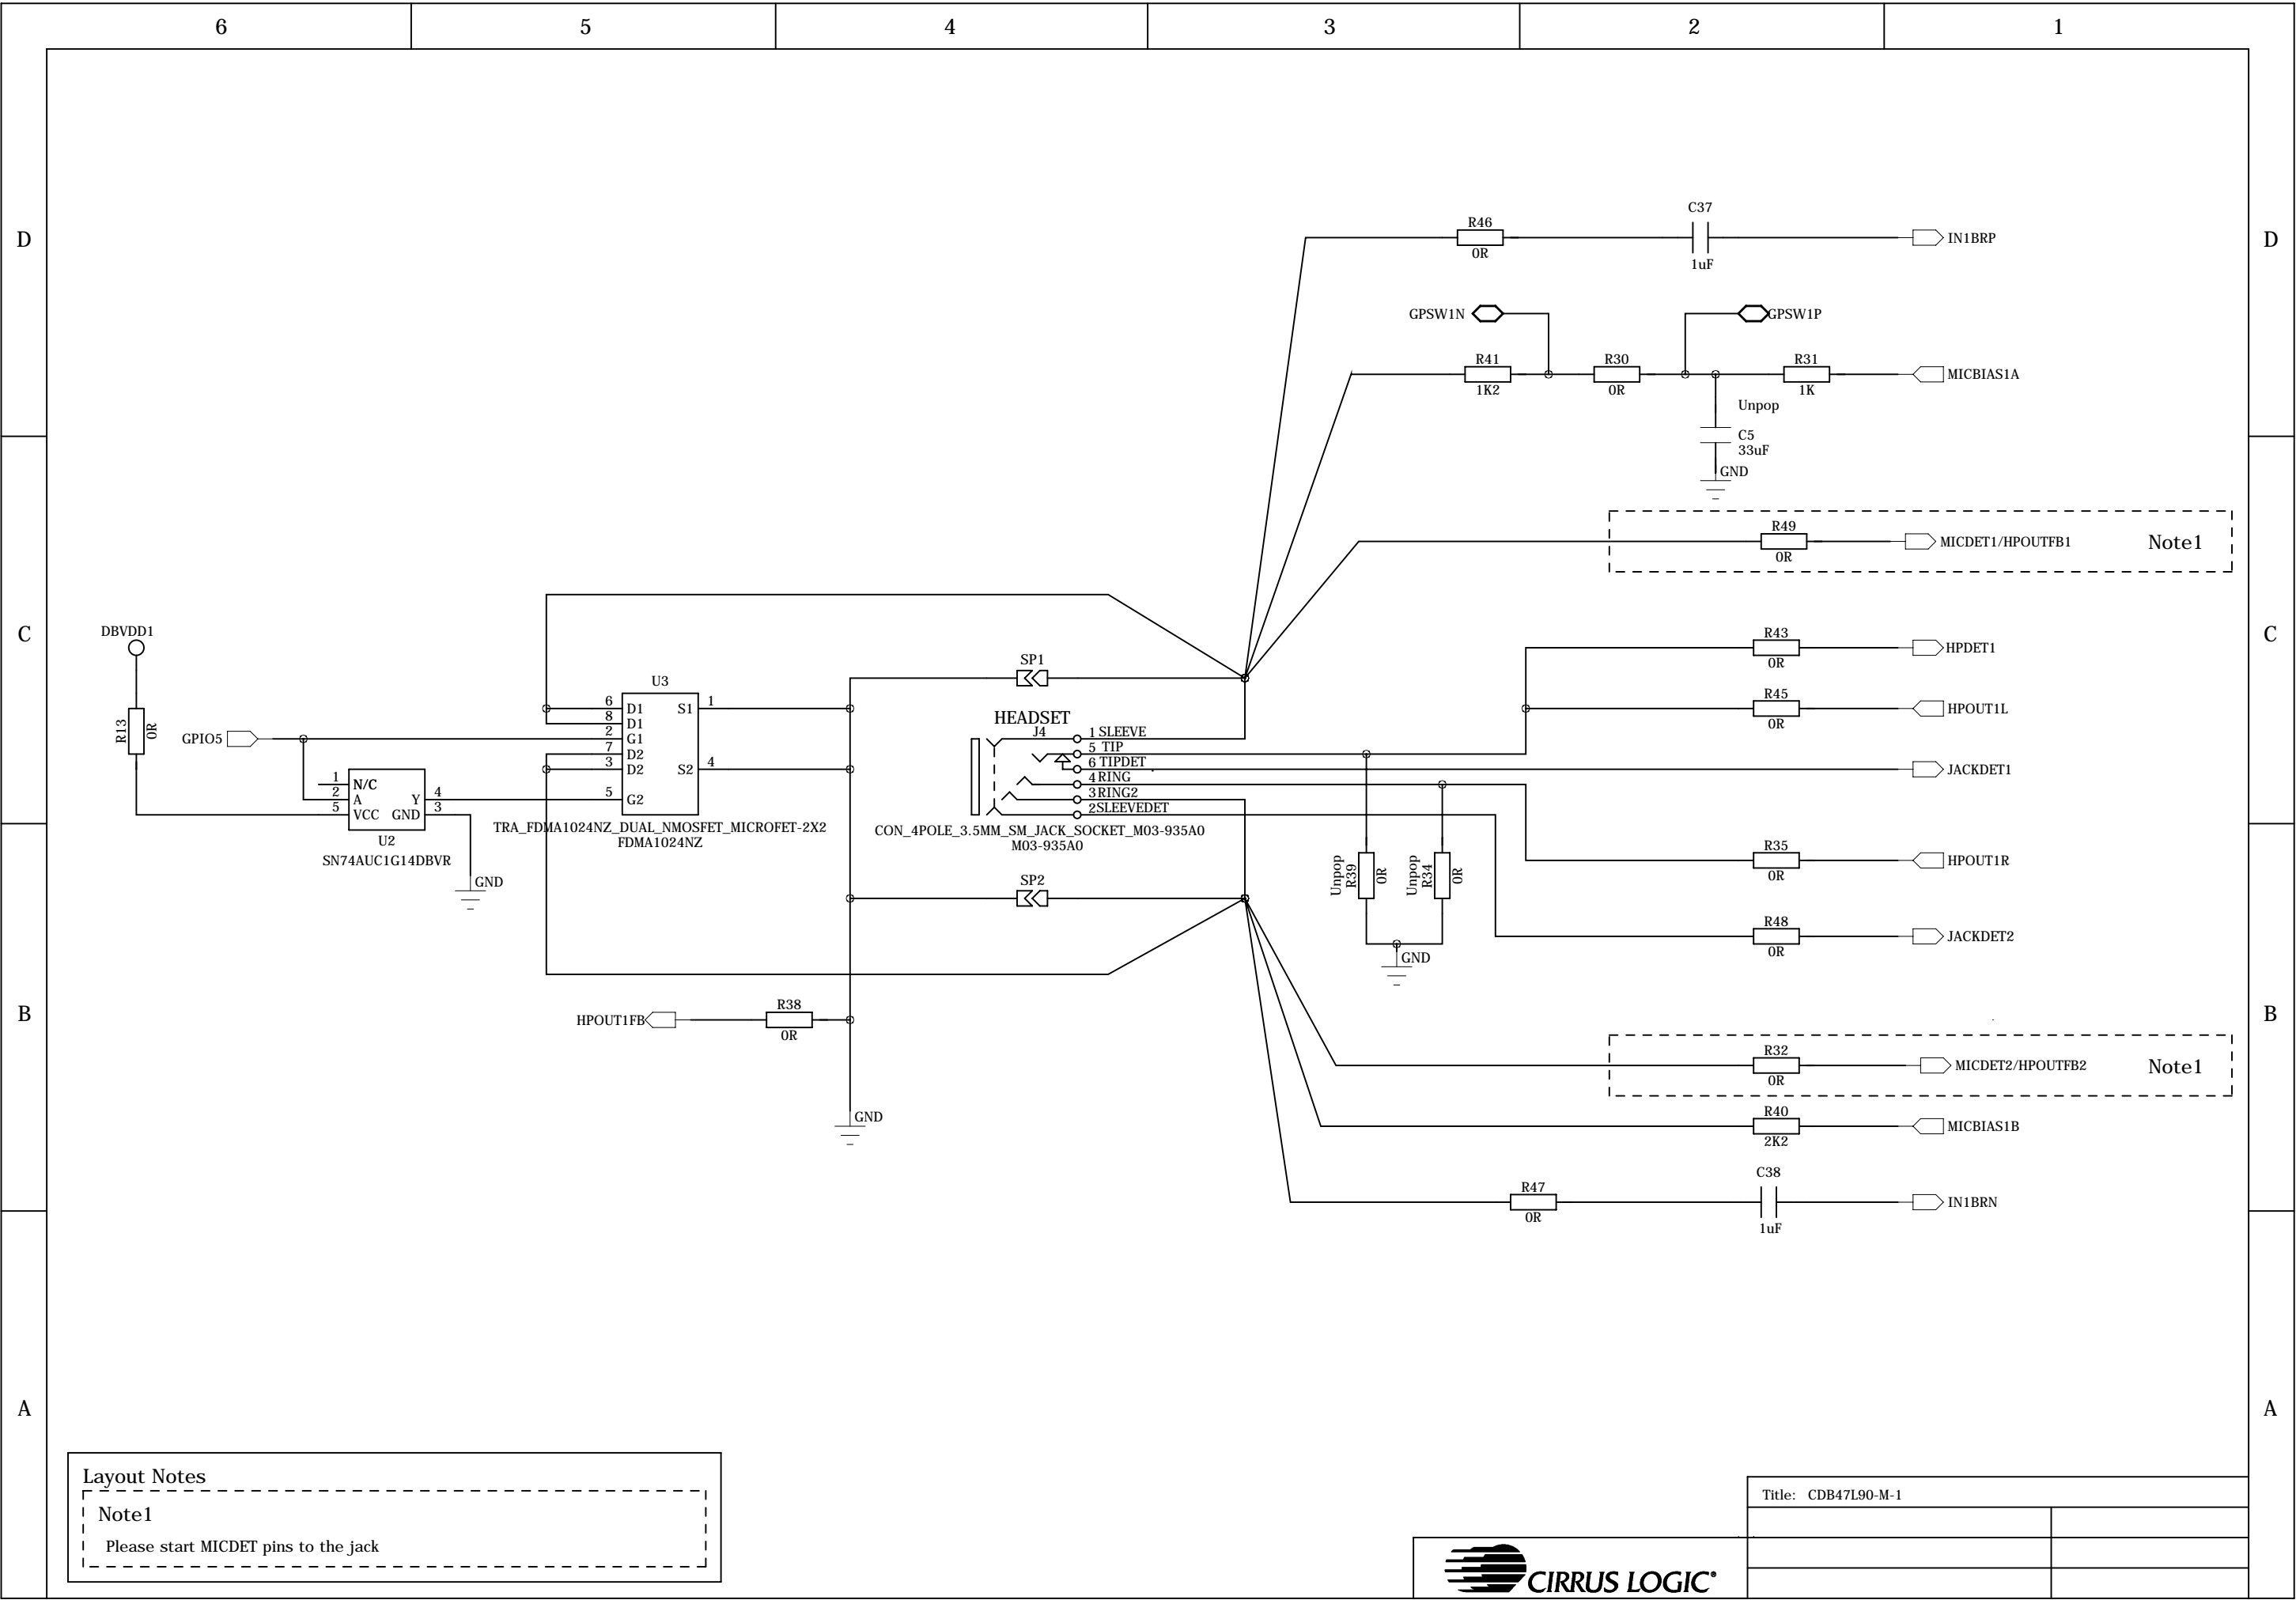 6 5 4 3 2 1
D D
C C
B B
A A
C37
R46
0R
1uF
IN1BRP
GPSW1N
GPSW1P
R41
1K2
R30
0R
R31
1K
MICBIAS1A
Unpop
C5
33uF
GND
R49
0R
MICDET1/HPOUTFB1
Note1
DBVDD1
R13
0R
GPIO5
1 N/C
2 A
5 VCC
Y 4
GND 3
U2
SN74AUC1G14DBVR
GND
U3
6 D1
8 D1
2 G1
7 D2
3 D2
5 G2
S1 1
S2 4
TRA_FDMA1024NZ_DUAL_NMOSFET_MICROFET-2X2
FDMA1024NZ
SP1
HEADSET
J4
1 SLEEVE
5 TIP
6 TIPDET
4 RING
3 RING2
2 SLEEVEDET
CON_4POLE_3.5MM_SM_JACK_SOCKET_M03-935A0
M03-935A0
SP2
R43
0R
HPDET1
R45
0R
HPOUT1L
JACKDET1
Unpop
R39
0R
Unpop
R34
0R
GND
R35
0R
HPOUT1R
R48
0R
JACKDET2
HPOUT1FB
R38
0R
GND
R32
0R
MICDET2/HPOUTFB2
Note1
R40
2K2
MICBIAS1B
R47
0R
C38
1uF
IN1BRN
Layout Notes
Note1
Please start MICDET pins to the jack
Title: CDB47L90-M-1
CIRRUS LOGIC®